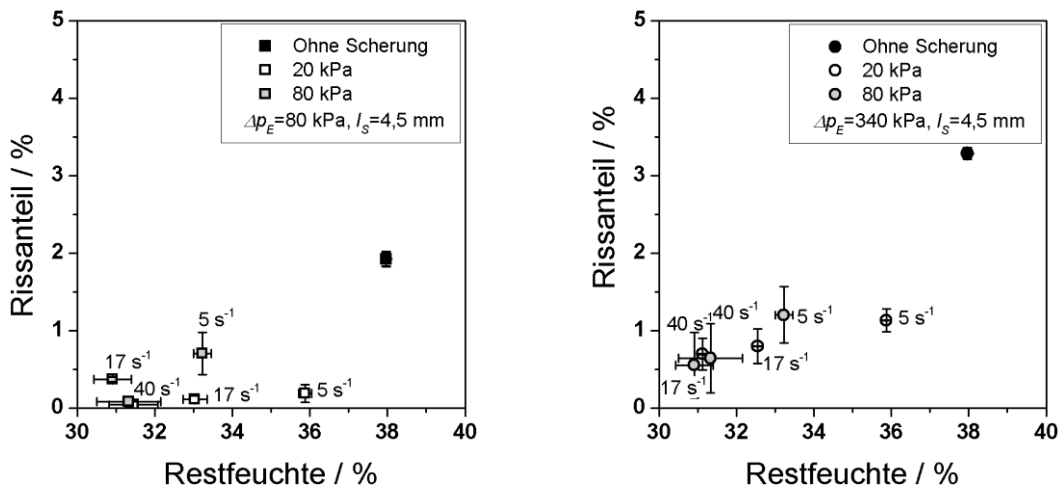 5
4
3
2
1
0
Rissanteil / %
Ohne Scherung
20 kPa
80 kPa
Δp_E=80 kPa, l_S=4,5 mm
5 s⁻¹
17 s⁻¹
40 s⁻¹
17 s⁻¹
5 s⁻¹
30 32 34 36 38 40
Restfeuchte / %
5
4
3
2
1
0
Rissanteil / %
Ohne Scherung
20 kPa
80 kPa
Δp_E=340 kPa, l_S=4,5 mm
40 s⁻¹
40 s⁻¹
5 s⁻¹
5 s⁻¹
17 s⁻¹
17 s⁻¹
30 32 34 36 38 40
Restfeuchte / %